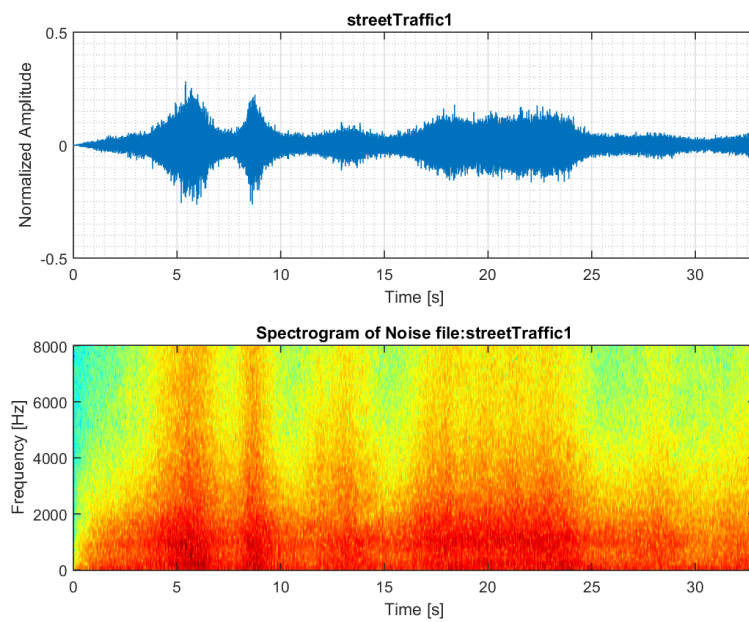 streetTraffic1
0.5
0
-0.5
Normalized Amplitude
0 5 10 15 20 25 30
Time [s]
Spectrogram of Noise file:streetTraffic1
8000
6000
4000
2000
0
Frequency [Hz]
0 5 10 15 20 25 30
Time [s]